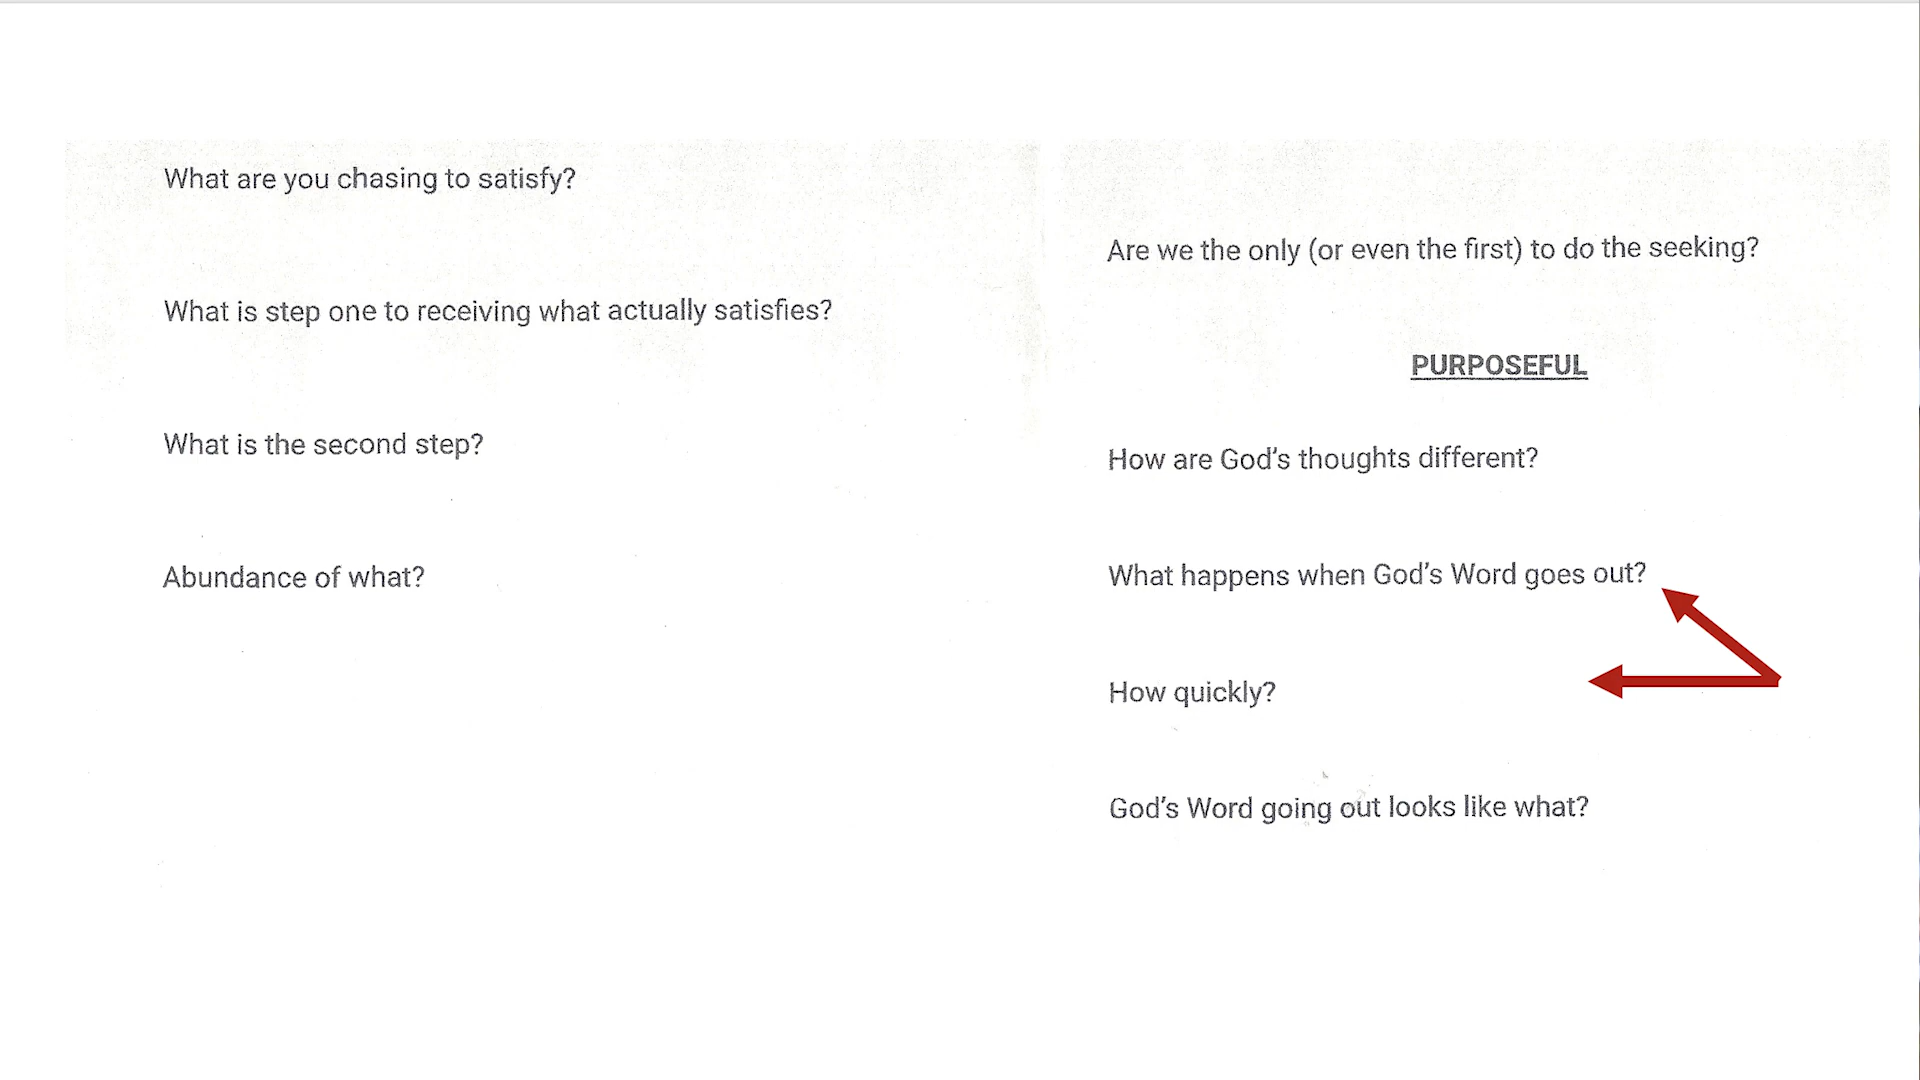 What are you chasing to satisfy?
What is step one to receiving what actually satisfies?
What is the second step?
Abundance of what?
Are we the only (or even the first) to do the seeking?
PURPOSEFUL
How are God's thoughts different?
What happens when God's Word goes out?
How quickly?
God's Word going out looks like what?